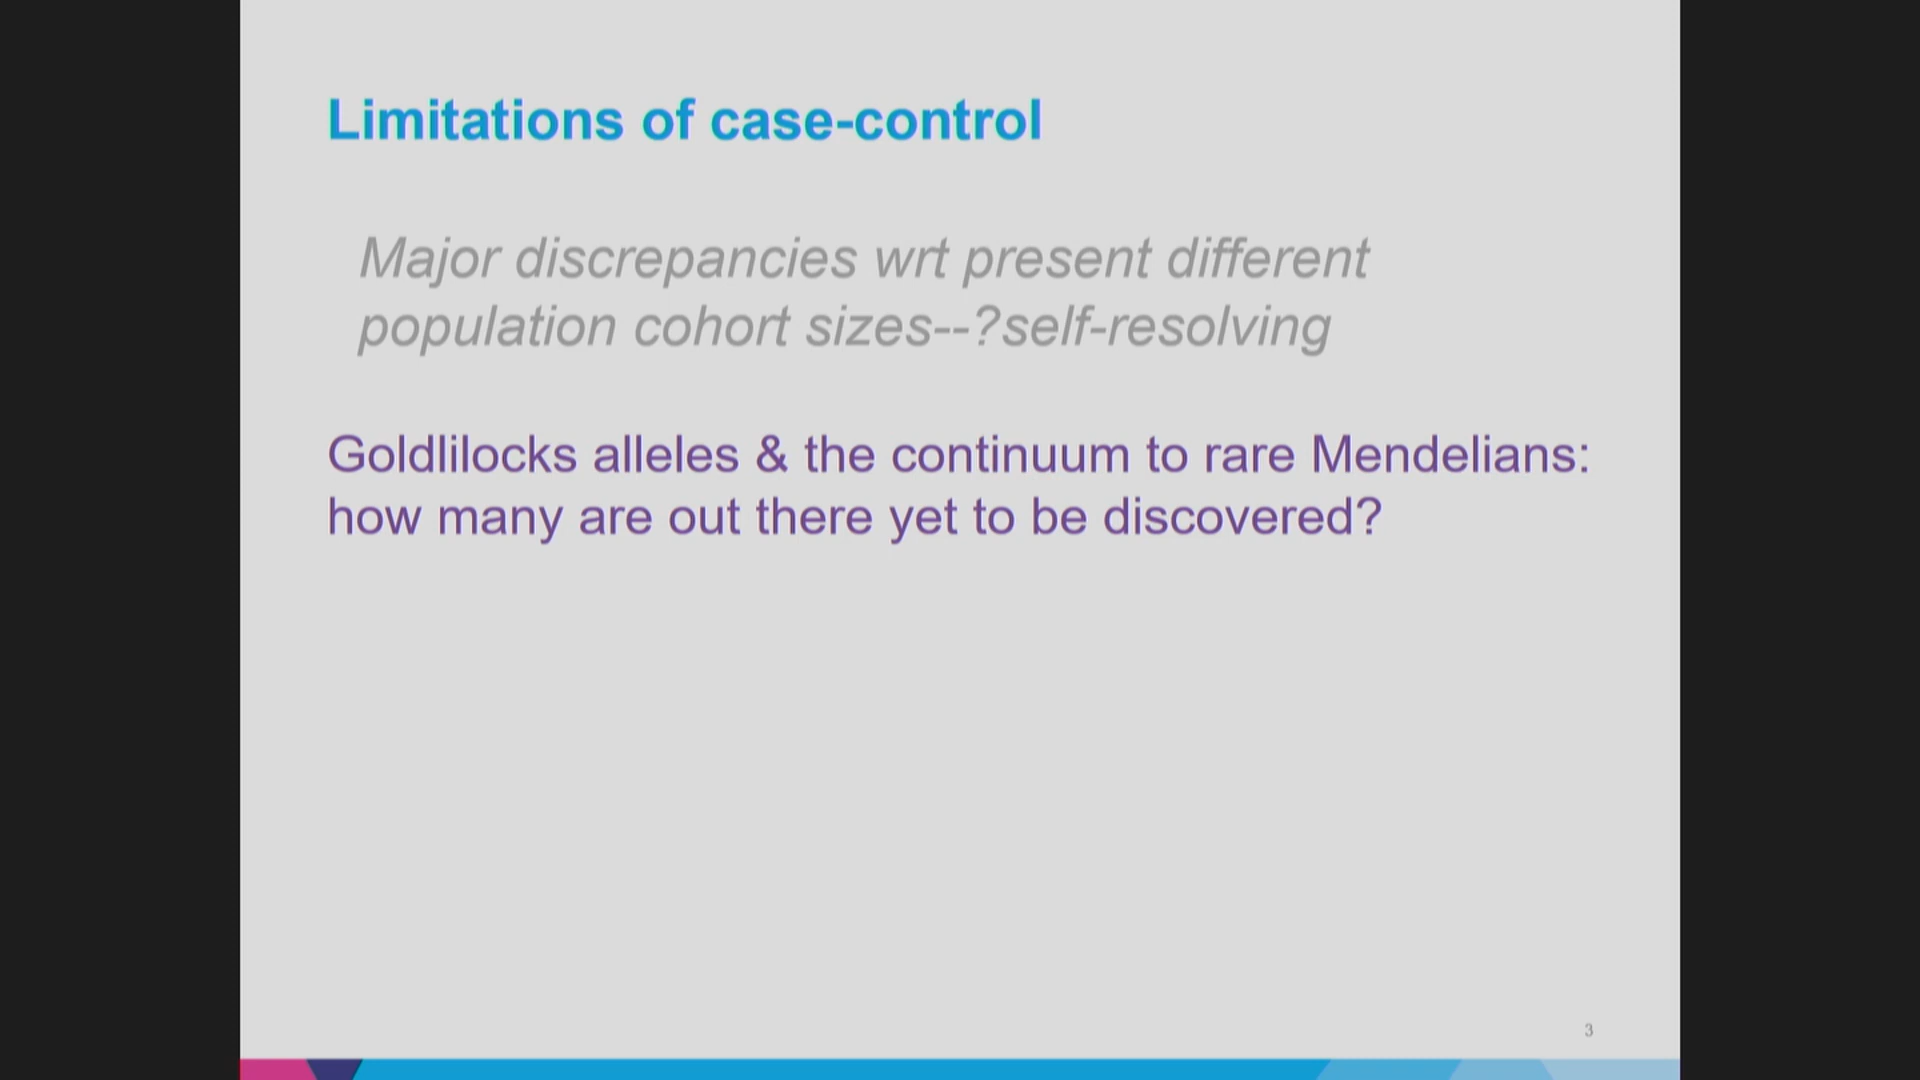 Limitations of case-control
Major discrepancies wrt present different
population cohort sizes--?self-resolving
Goldlilocks alleles & the continuum to rare Mendelians:
how many are out there yet to be discovered?
3